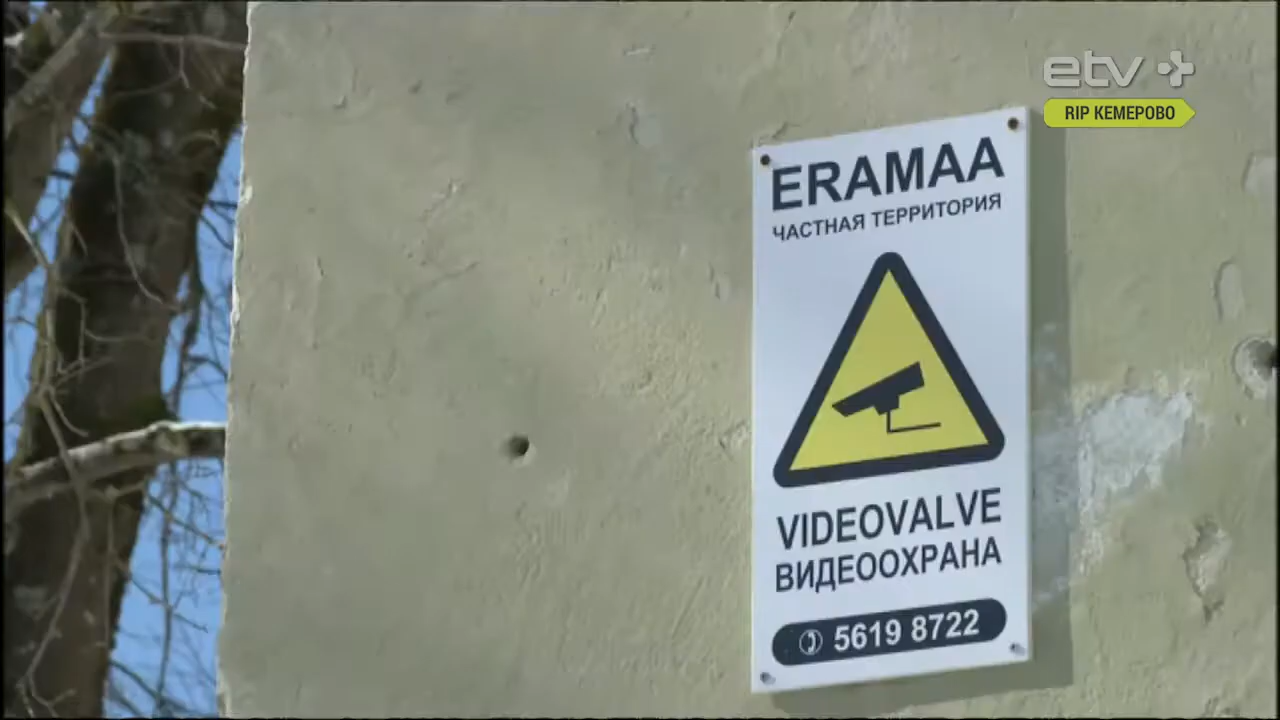 etv+
RIP КЕМЕРОВО
ERAMAA
ЧАСТНАЯ ТЕРРИТОРИЯ
VIDEOVALVE
ВИДЕООХРАНА
5619 8722